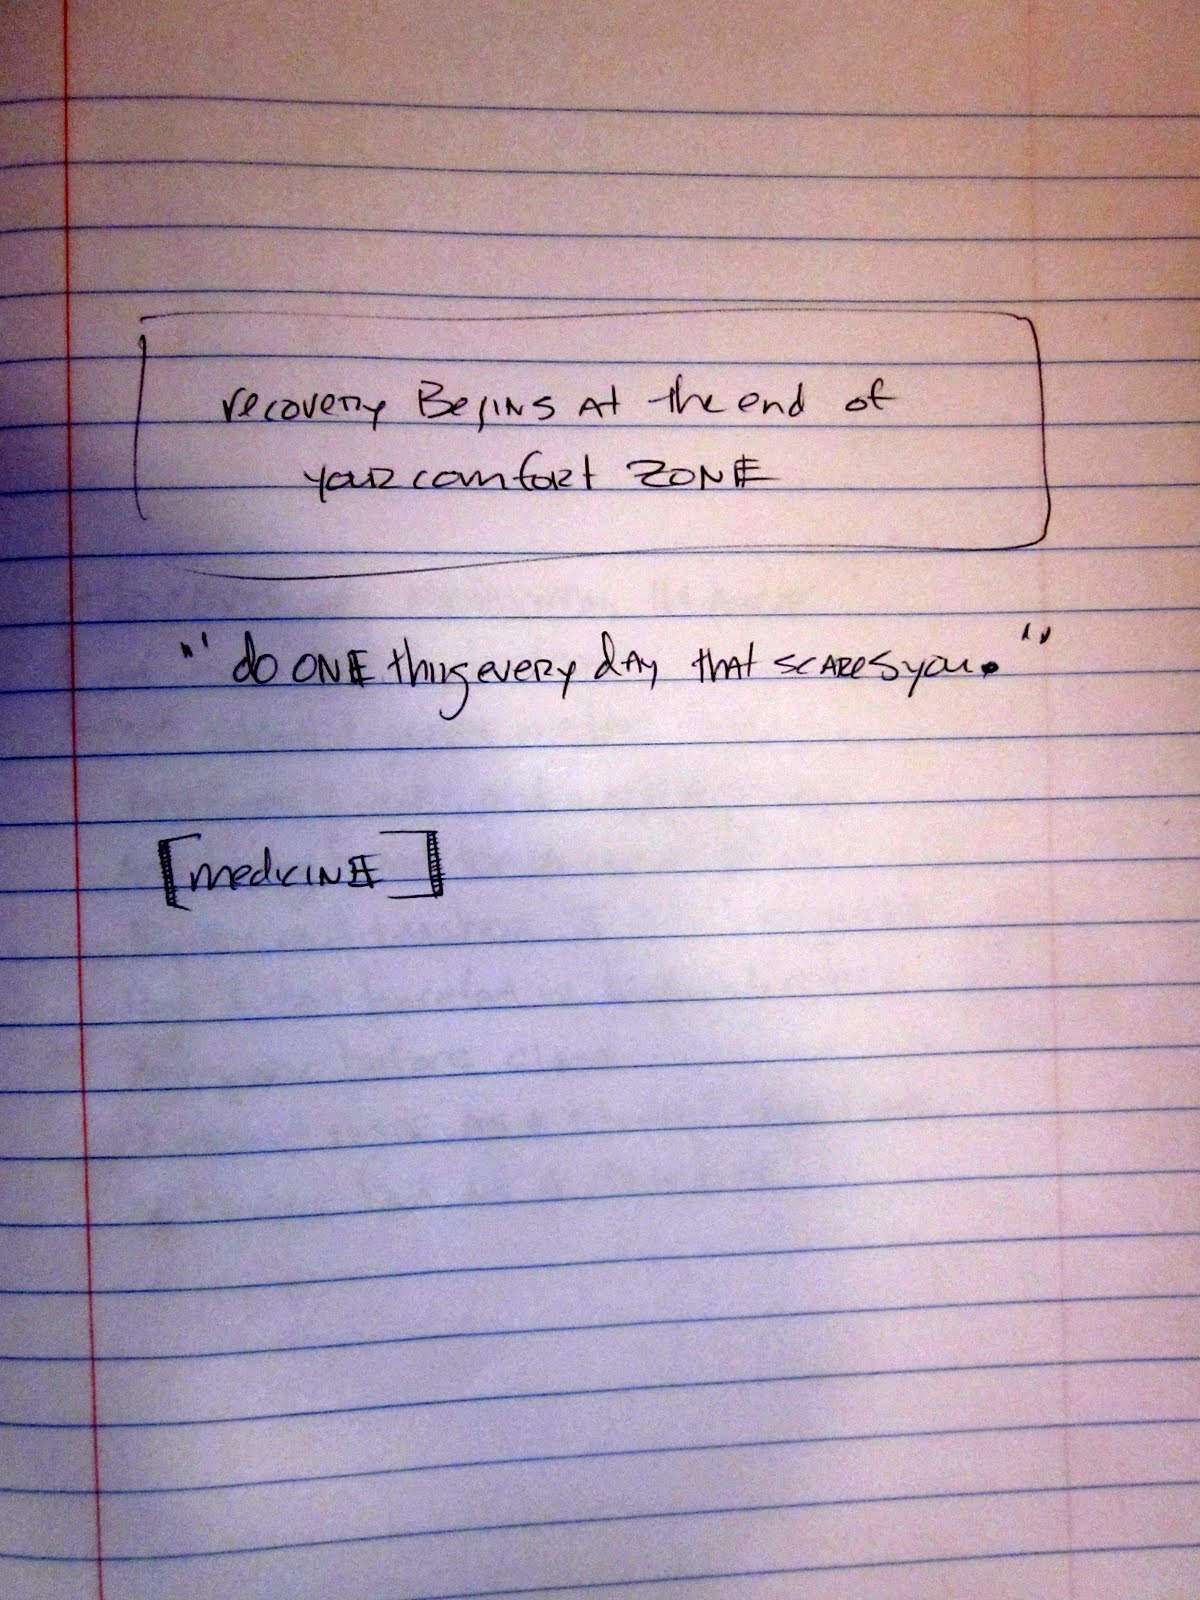 recovery Begins At the end of
your comfort ZONE
"do ONE thing every dAy that scAREs you."
[medicINE]